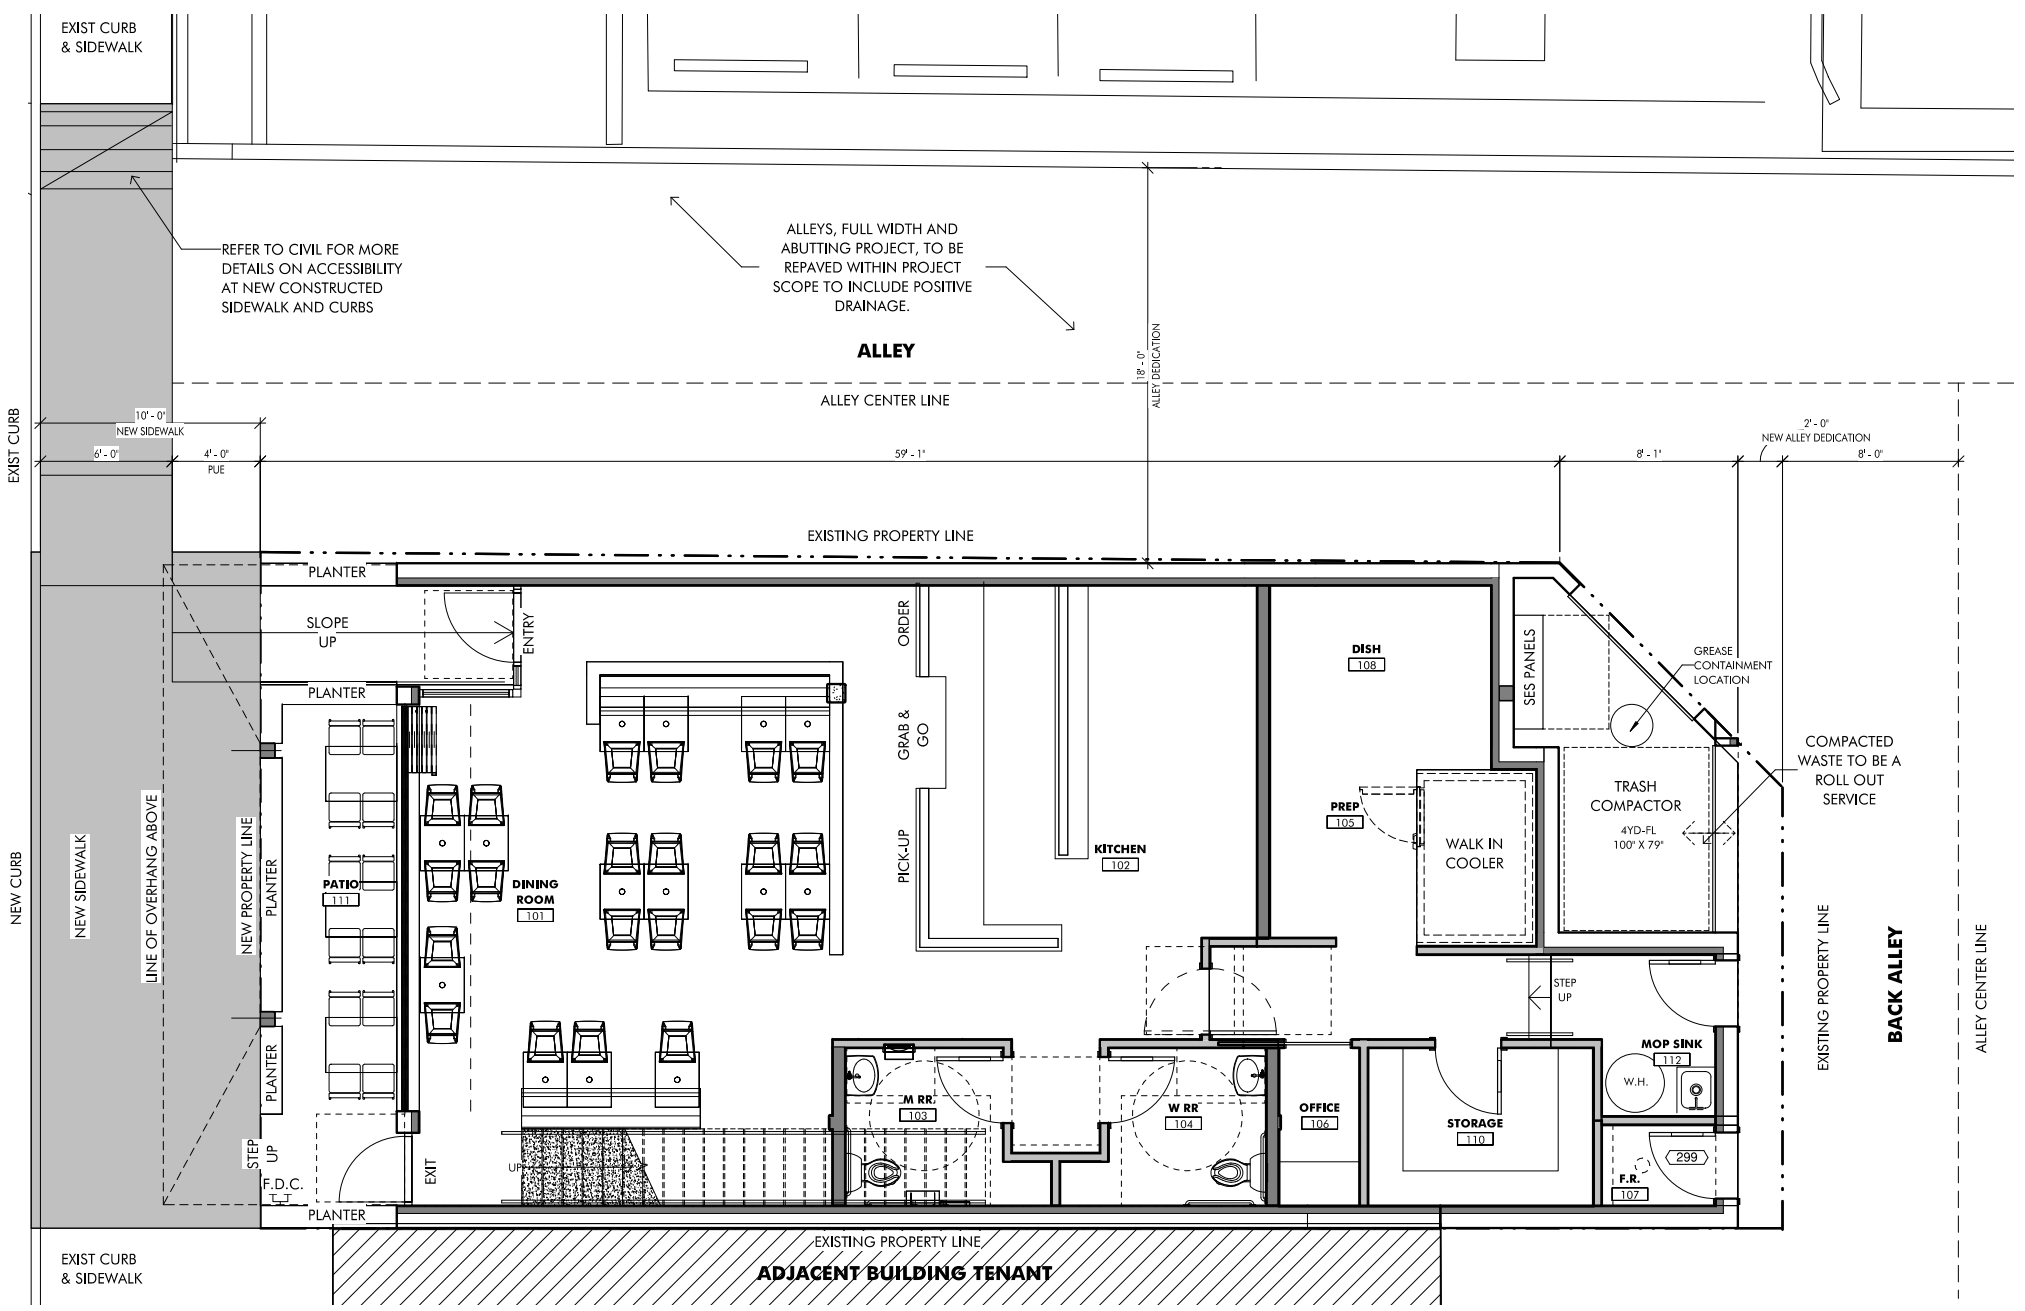 EXIST CURB
& SIDEWALK
REFER TO CIVIL FOR MORE
DETAILS ON ACCESSIBILITY
AT NEW CONSTRUCTED
SIDEWALK AND CURBS
ALLEYS, FULL WIDTH AND
ABUTTING PROJECT, TO BE
REPAVED WITHIN PROJECT
SCOPE TO INCLUDE POSITIVE
DRAINAGE.
ALLEY
18' - 0"
ALLEY DEDICATION
ALLEY CENTER LINE
EXIST CURB
10' - 0"
NEW SIDEWALK
6' - 0"
4' - 0"
PUE
59' - 1"
8' - 1"
2' - 0"
NEW ALLEY DEDICATION
8' - 0"
EXISTING PROPERTY LINE
PLANTER
SLOPE
UP
ENTRY
PLANTER
ORDER
GRAB &
GO
PICK-UP
DISH
108
SES PANELS
GREASE
CONTAINMENT
LOCATION
COMPACTED
WASTE TO BE A
ROLL OUT
SERVICE
TRASH
COMPACTOR
4YD-FL
100" X 79"
PREP
105
WALK IN
COOLER
KITCHEN
102
PATIO
111
DINING
ROOM
101
NEW CURB
NEW SIDEWALK
LINE OF OVERHANG ABOVE
NEW PROPERTY LINE
PLANTER
PLANTER
EXISTING PROPERTY LINE
BACK ALLEY
ALLEY CENTER LINE
STEP
UP
MOP SINK
112
W.H.
M RR
103
W RR
104
OFFICE
106
STORAGE
110
F.R.
107
299
STEP
UP
F.D.C.
EXIT
UP
PLANTER
EXISTING PROPERTY LINE
ADJACENT BUILDING TENANT
EXIST CURB
& SIDEWALK